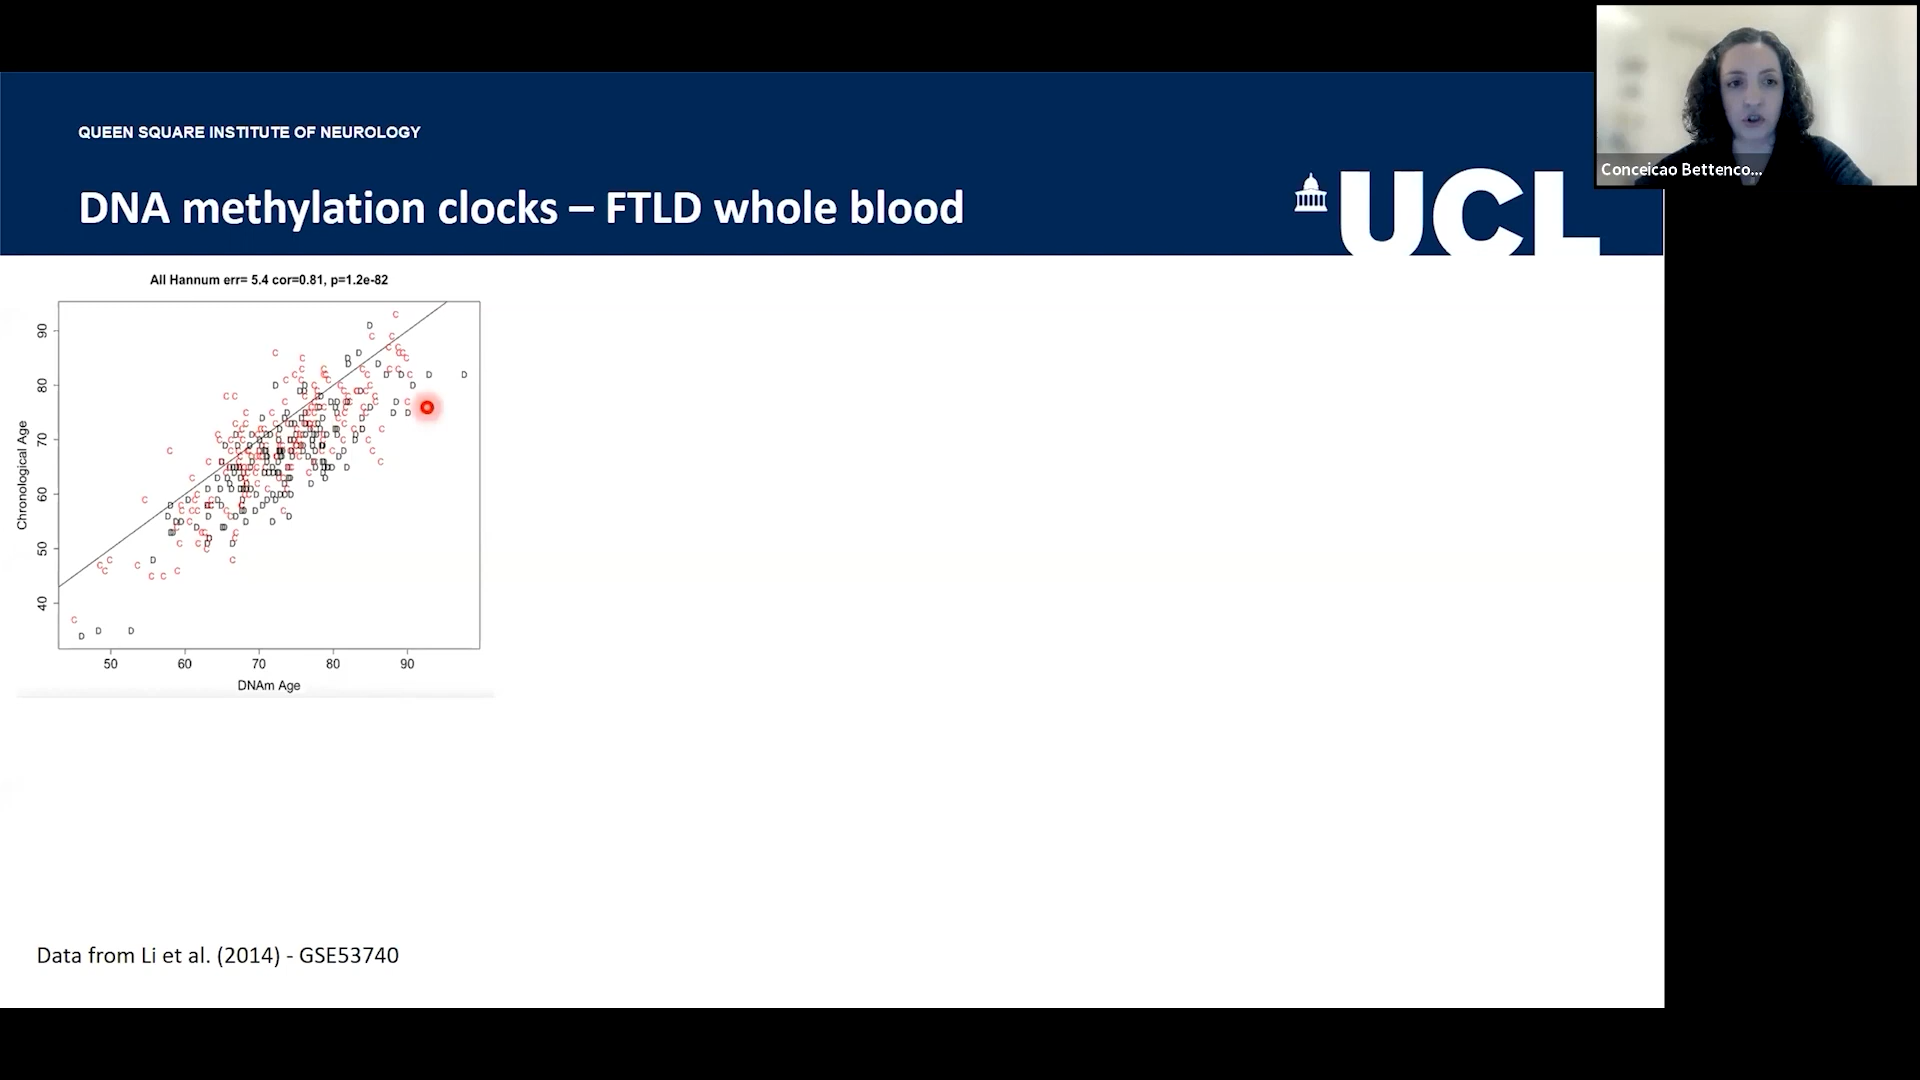 QUEEN SQUARE INSTITUTE OF NEUROLOGY
DNA methylation clocks – FTLD whole blood
UCL
Conceicao Bettenco...
All Hannum err= 5.4 cor=0.81, p=1.2e-82
Chronological Age
90
80
70
60
50
40
50 60 70 80 90
DNAm Age
Data from Li et al. (2014) - GSE53740